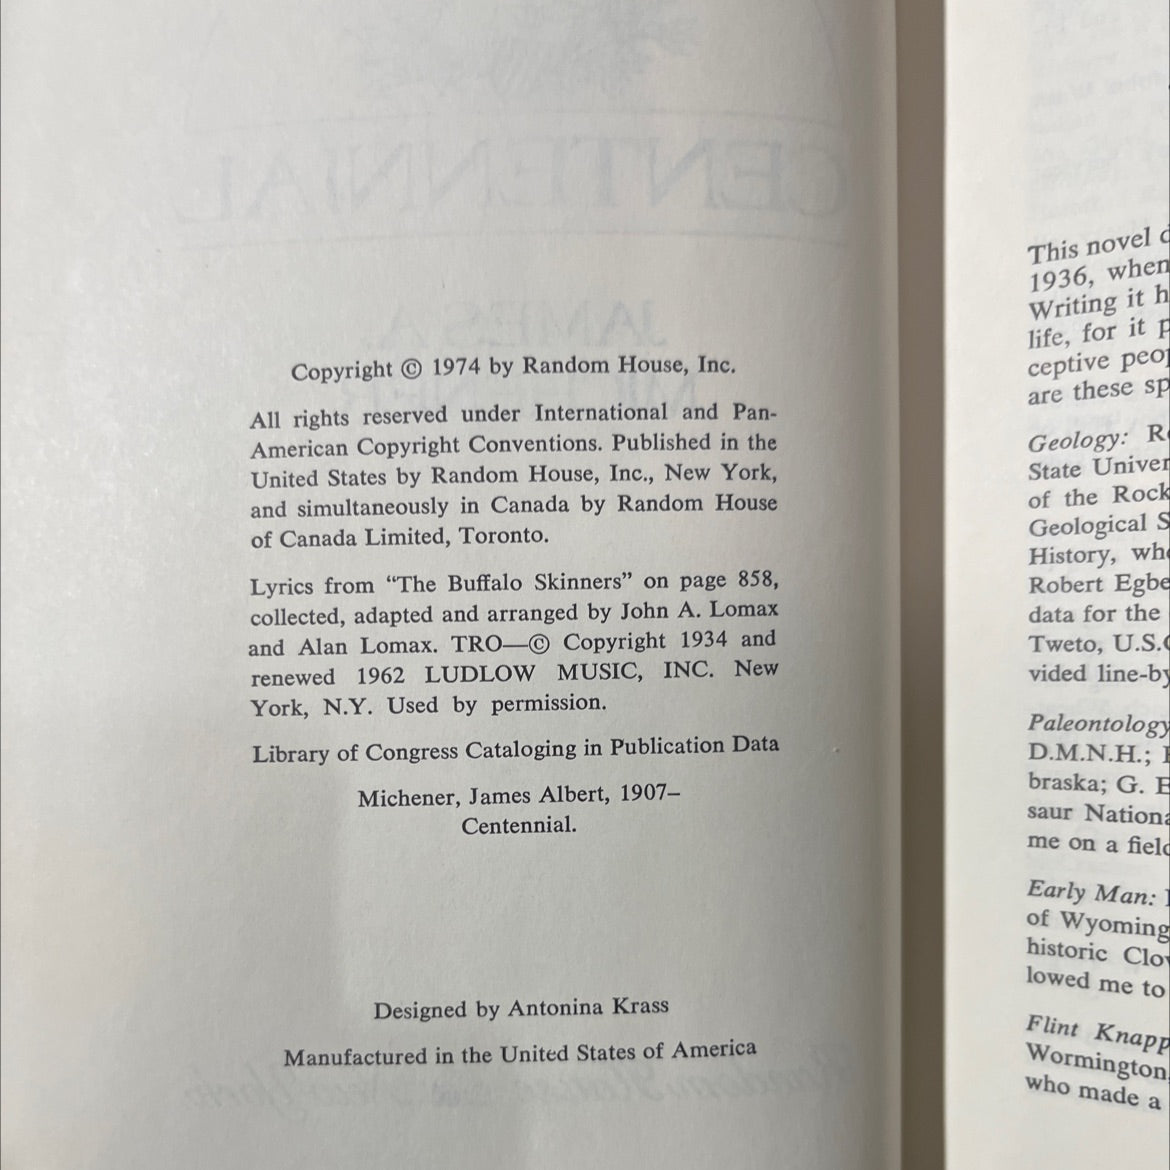 Copyright © 1974 by Random House, Inc.
All rights reserved under International and Pan-
American Copyright Conventions. Published in the
United States by Random House, Inc., New York,
and simultaneously in Canada by Random House
of Canada Limited, Toronto.
Lyrics from “The Buffalo Skinners” on page 858,
collected, adapted and arranged by John A. Lomax
and Alan Lomax. TRO—© Copyright 1934 and
renewed 1962 LUDLOW MUSIC, INC. New
York, N.Y. Used by permission.
Library of Congress Cataloging in Publication Data
Michener, James Albert, 1907–
Centennial.
Designed by Antonina Krass
Manufactured in the United States of America
This novel
1936, when
Writing it
life, for it
ceptive
are these
Geology:
State
of the
Geological
History,
Robert
data for the
Tweto,
vided
Paleontology
D.M.N.H.;
braska; G.
saur
me on a
Early Man:
of Wyoming
historic
lowed me to
Flint
Wormington
who made a